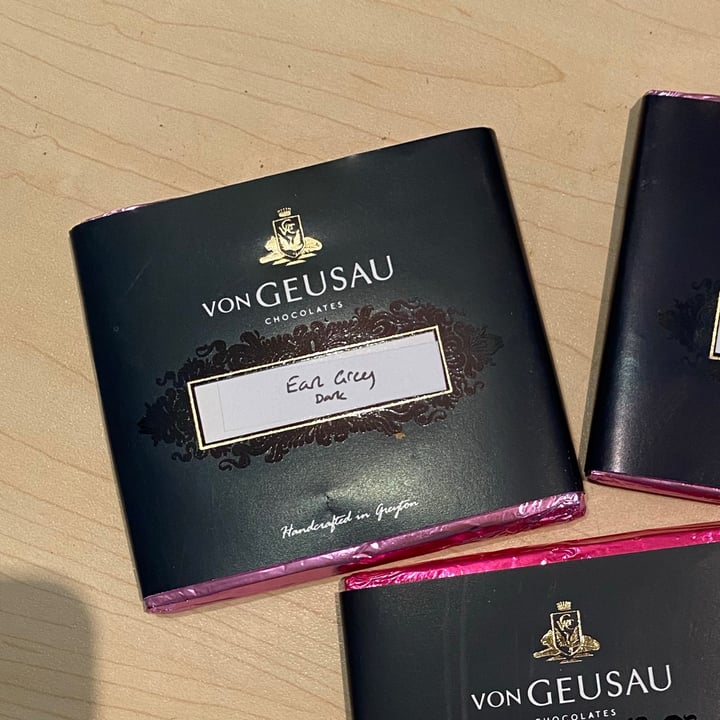 VON GEUSAU
CHOCOLATES
Earl Grey
Dark
Handcrafted in Greyton
VON GEUSAU
CHOCOLATES